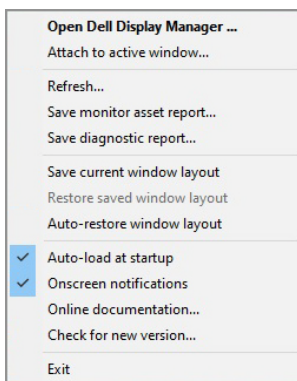 Open Dell Display Manager ...
Attach to active window...
Refresh...
Save monitor asset report...
Save diagnostic report...
Save current window layout
Restore saved window layout
Auto-restore window layout
Auto-load at startup
Onscreen notifications
Online documentation...
Check for new version...
Exit